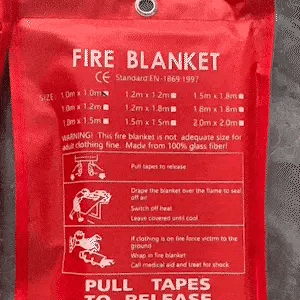 FIRE BLANKET
CE Standard:EN-1869:1997
SIZE: 1.0m x 1.0m 1.2m x 1.2m 1.5m x 1.8m
1.0m x 1.2m 1.2m x 1.8m 1.8m x 1.8m
1.0m x 1.5m 1.5m x 1.5m 2.0m x 2.0m
WARNING! This fire blanket is not adequate size for
adult clothing fine. Made from 100% glass fiber!
Pull tapes to release
Drape the blanket over the flame to seal
off air
Switch off heat
Leave covered until cool
If clothing is on fire force victim to the
ground
Wrap in fire blanket
Call medical aid and treat for shock
PULL TAPES
TO RELEASE